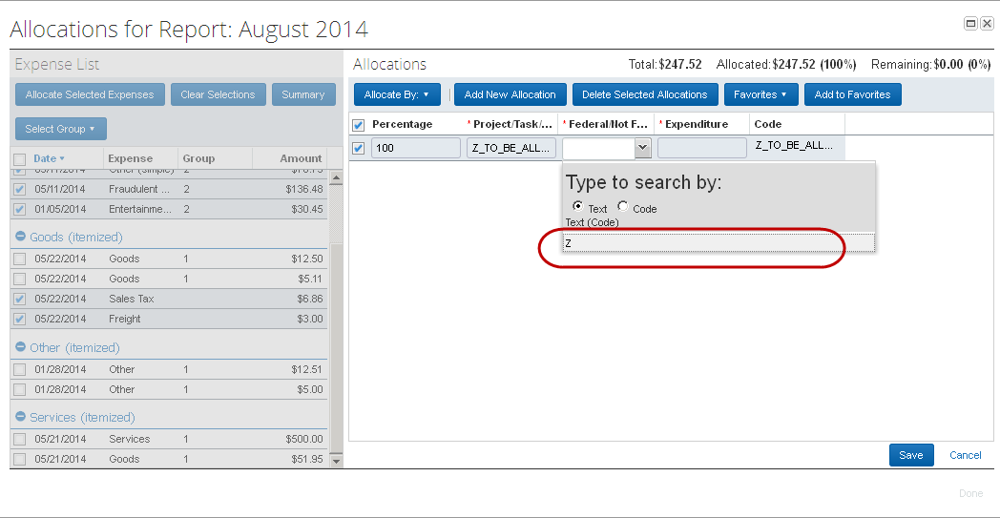 Allocations for Report: August 2014
Expense List
Allocate Selected Expenses Clear Selections Summary
Select Group
Date Expense Group Amount
05/11/2014 Other (simple) 2
05/11/2014 Fraudulent ... 2 $136.48
01/05/2014 Entertainme... 2 $30.45
Goods (itemized)
05/22/2014 Goods 1 $12.50
05/22/2014 Goods 1 $5.11
05/22/2014 Sales Tax $6.86
05/22/2014 Freight $3.00
Other (itemized)
01/28/2014 Other 1 $12.51
01/28/2014 Other 1 $5.00
Services (itemized)
05/21/2014 Services 1 $500.00
05/21/2014 Goods 1 $51.95
Allocations Total:$247.52 Allocated:$247.52 (100%) Remaining:$0.00 (0%)
Allocate By: Add New Allocation Delete Selected Allocations Favorites Add to Favorites
Percentage * Project/Task/... * Federal/Not F... * Expenditure Code
100 Z_TO_BE_ALL... Z_TO_BE_ALL...
Type to search by:
Text Code
Text (Code)
Z
Save Cancel
Done